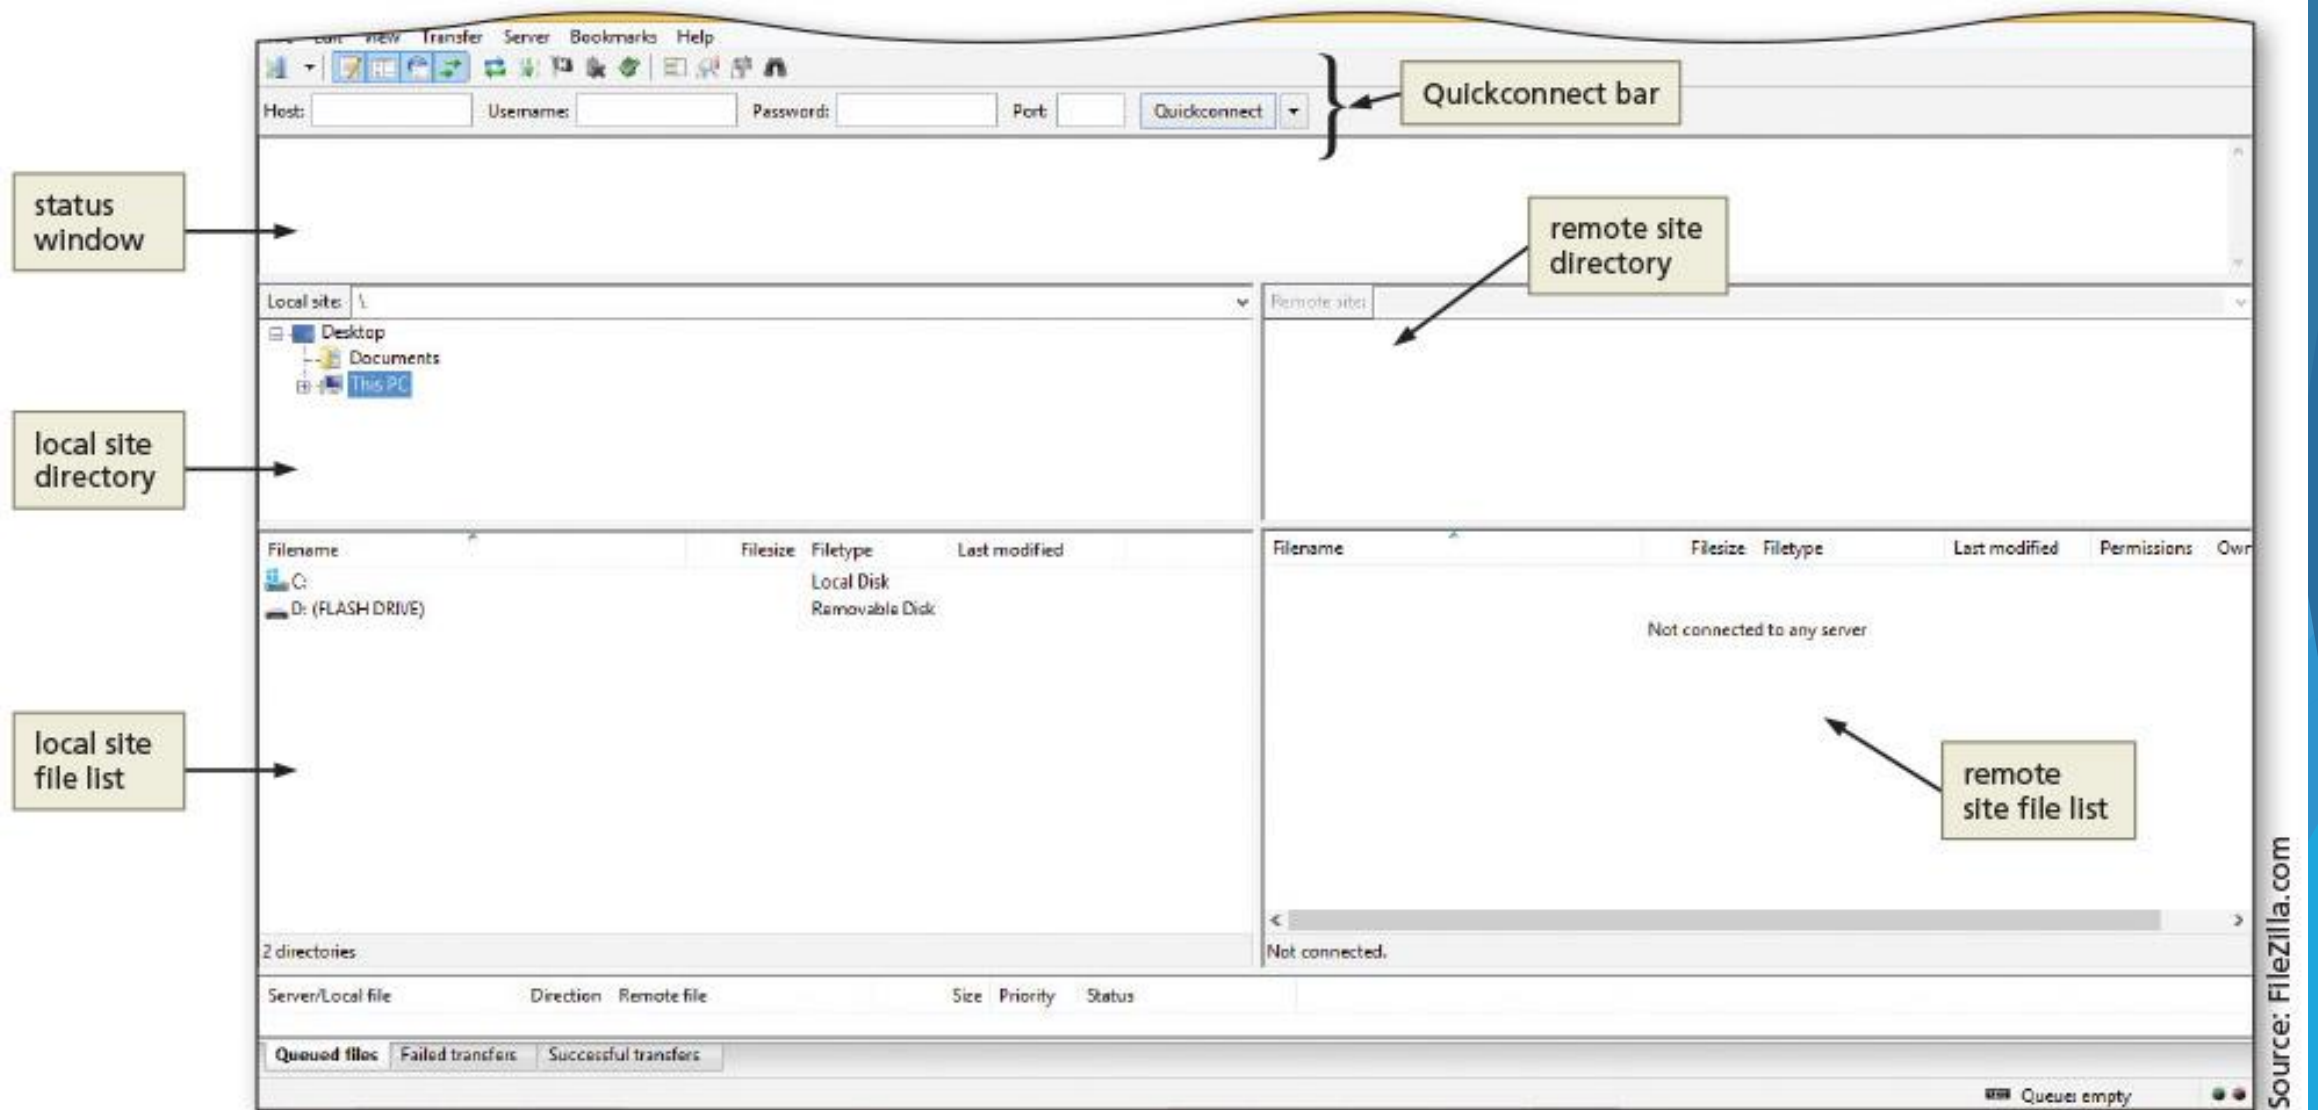 View Transfer Server Bookmarks Help
Host: Username: Password: Port: Quickconnect
Quickconnect bar
status
window
remote site
directory
Local site: \
Remote site:
Desktop
Documents
This PC
local site
directory
Filename Filesize Filetype Last modified
C: Local Disk
D: (FLASH DRIVE) Removable Disk
Filename Filesize Filetype Last modified Permissions Owr
Not connected to any server
local site
file list
remote
site file list
2 directories
Not connected.
Server/Local file Direction Remote file Size Priority Status
Queued files Failed transfers Successful transfers
Queue: empty
Source: FileZilla.com